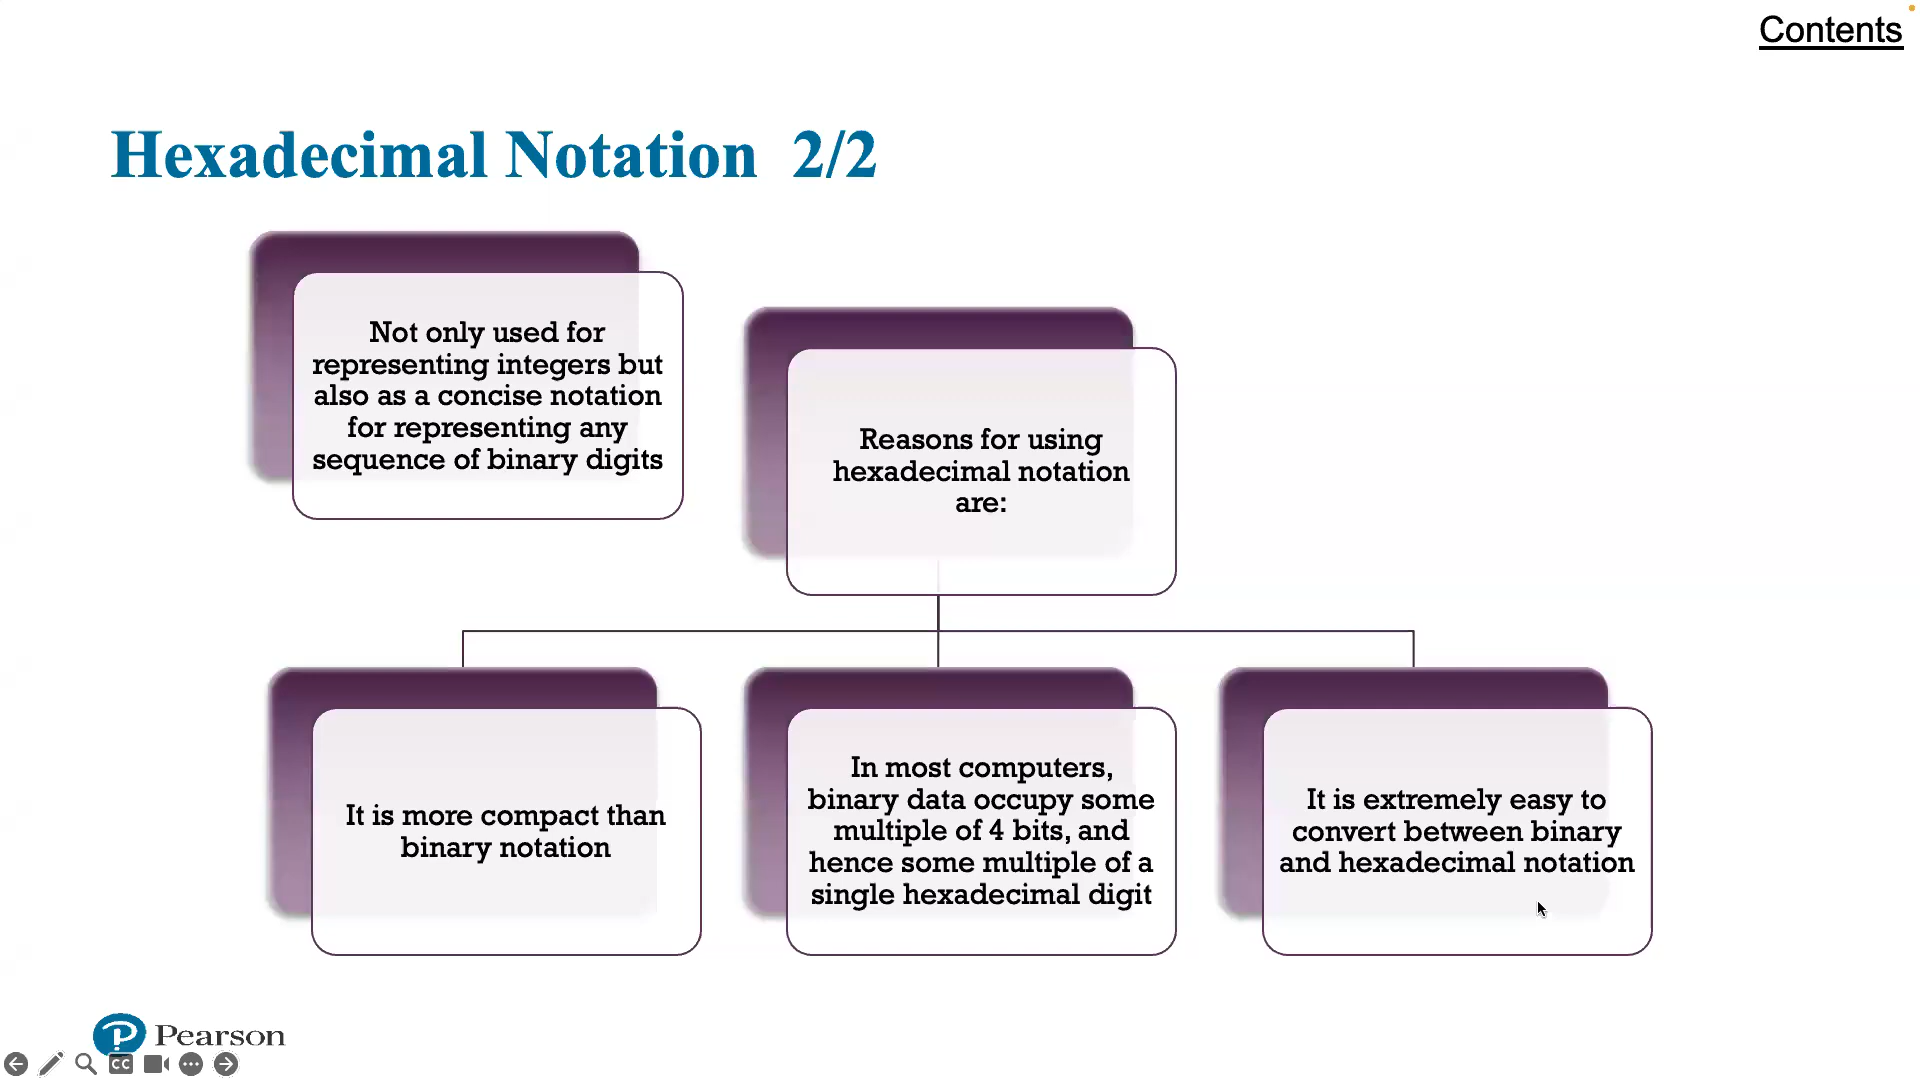 Contents
Hexadecimal Notation 2/2
Not only used for
representing integers but
also as a concise notation
for representing any
sequence of binary digits
Reasons for using
hexadecimal notation
are:
It is more compact than
binary notation
In most computers,
binary data occupy some
multiple of 4 bits, and
hence some multiple of a
single hexadecimal digit
It is extremely easy to
convert between binary
and hexadecimal notation
P Pearson
CC